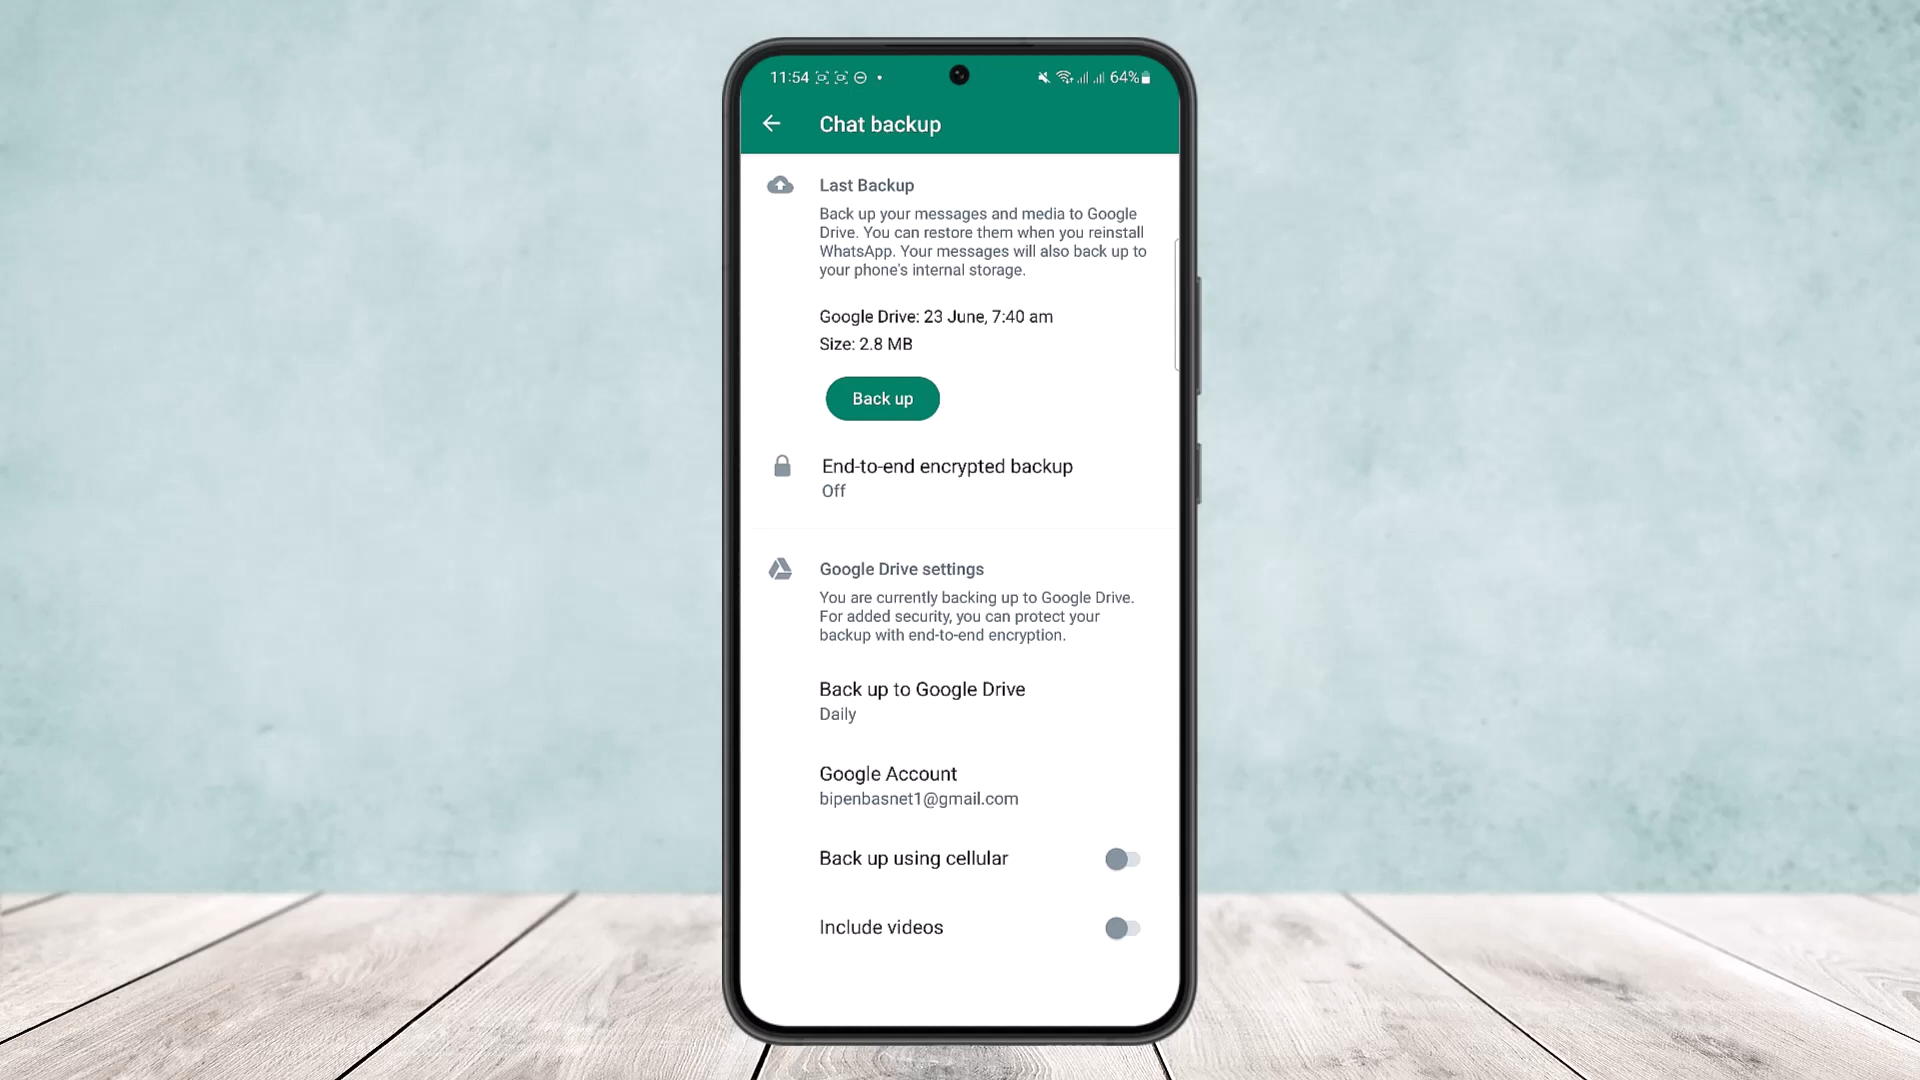 11:54
64%
Chat backup
Last Backup
Back up your messages and media to Google
Drive. You can restore them when you reinstall
WhatsApp. Your messages will also back up to
your phone's internal storage.
Google Drive: 23 June, 7:40 am
Size: 2.8 MB
Back up
End-to-end encrypted backup
Off
Google Drive settings
You are currently backing up to Google Drive.
For added security, you can protect your
backup with end-to-end encryption.
Back up to Google Drive
Daily
Google Account
bipenbasnet1@gmail.com
Back up using cellular
Include videos